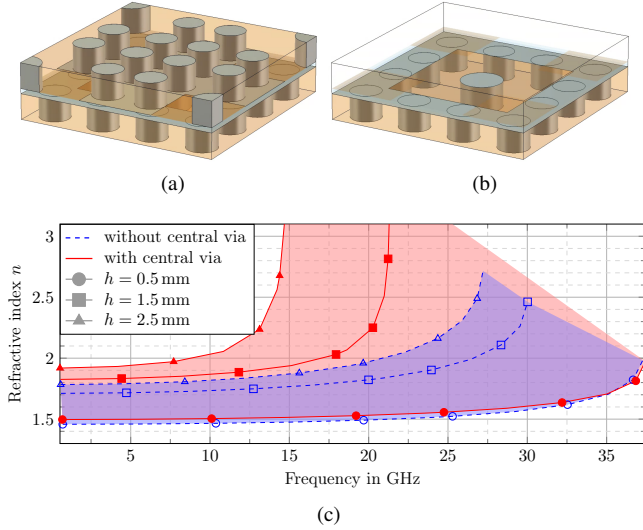 (a)
(b)
3
2.5
2
1.5
Refractive index n
without central via
with central via
h = 0.5 mm
h = 1.5 mm
h = 2.5 mm
5
10
15
20
25
30
35
Frequency in GHz
(c)